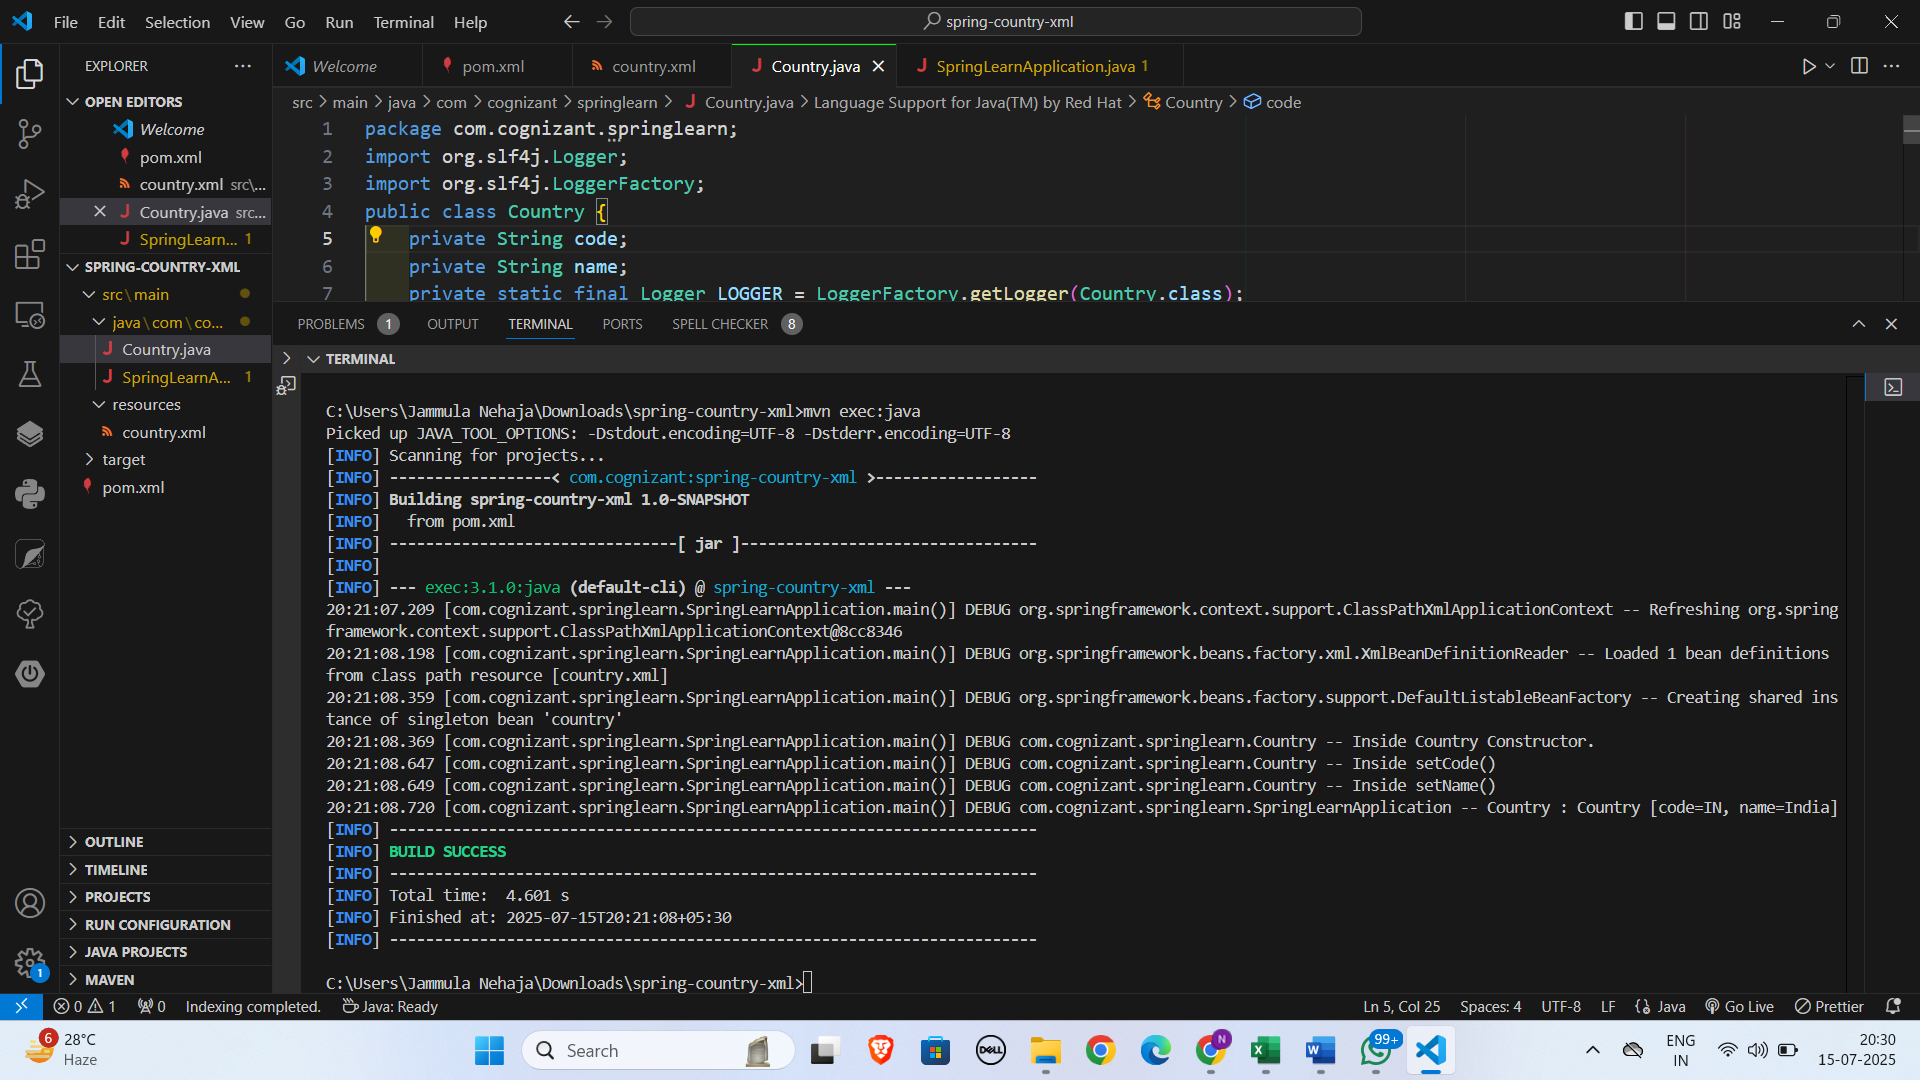 File Edit Selection View Go Run Terminal Help
spring-country-xml
EXPLORER
Welcome
pom.xml
country.xml
Country.java
SpringLearnApplication.java 1
OPEN EDITORS
Welcome
pom.xml
country.xml src\...
Country.java src...
SpringLearn... 1
SPRING-COUNTRY-XML
src\main
java\com\co...
Country.java
SpringLearnA... 1
resources
country.xml
target
pom.xml
OUTLINE
TIMELINE
PROJECTS
RUN CONFIGURATION
JAVA PROJECTS
MAVEN
1
src > main > java > com > cognizant > springlearn > Country.java > Language Support for Java(TM) by Red Hat > Country > code
1 package com.cognizant.springlearn;
2 import org.slf4j.Logger;
3 import org.slf4j.LoggerFactory;
4 public class Country {
5 private String code;
6 private String name;
7 private static final Logger LOGGER = LoggerFactory.getLogger(Country.class);
PROBLEMS 1 OUTPUT TERMINAL PORTS SPELL CHECKER 8
TERMINAL
C:\Users\Jammula Nehaja\Downloads\spring-country-xml>mvn exec:java
Picked up JAVA_TOOL_OPTIONS: -Dstdout.encoding=UTF-8 -Dstderr.encoding=UTF-8
[INFO] Scanning for projects...
[INFO] ------------------< com.cognizant:spring-country-xml >------------------
[INFO] Building spring-country-xml 1.0-SNAPSHOT
[INFO]   from pom.xml
[INFO] --------------------------------[ jar ]---------------------------------
[INFO]
[INFO] --- exec:3.1.0:java (default-cli) @ spring-country-xml ---
20:21:07.209 [com.cognizant.springlearn.SpringLearnApplication.main()] DEBUG org.springframework.context.support.ClassPathXmlApplicationContext -- Refreshing org.spring
framework.context.support.ClassPathXmlApplicationContext@8cc8346
20:21:08.198 [com.cognizant.springlearn.SpringLearnApplication.main()] DEBUG org.springframework.beans.factory.xml.XmlBeanDefinitionReader -- Loaded 1 bean definitions
from class path resource [country.xml]
20:21:08.359 [com.cognizant.springlearn.SpringLearnApplication.main()] DEBUG org.springframework.beans.factory.support.DefaultListableBeanFactory -- Creating shared ins
tance of singleton bean 'country'
20:21:08.369 [com.cognizant.springlearn.SpringLearnApplication.main()] DEBUG com.cognizant.springlearn.Country -- Inside Country Constructor.
20:21:08.647 [com.cognizant.springlearn.SpringLearnApplication.main()] DEBUG com.cognizant.springlearn.Country -- Inside setCode()
20:21:08.649 [com.cognizant.springlearn.SpringLearnApplication.main()] DEBUG com.cognizant.springlearn.Country -- Inside setName()
20:21:08.720 [com.cognizant.springlearn.SpringLearnApplication.main()] DEBUG com.cognizant.springlearn.SpringLearnApplication -- Country : Country [code=IN, name=India]
[INFO] ------------------------------------------------------------------------
[INFO] BUILD SUCCESS
[INFO] ------------------------------------------------------------------------
[INFO] Total time:  4.601 s
[INFO] Finished at: 2025-07-15T20:21:08+05:30
[INFO] ------------------------------------------------------------------------
C:\Users\Jammula Nehaja\Downloads\spring-country-xml>
0 1 0 Indexing completed. Java: Ready
Ln 5, Col 25 Spaces: 4 UTF-8 LF Java Go Live Prettier
6 28°C
Haze
Search
DELL
N
99+
ENG
IN
20:30
15-07-2025